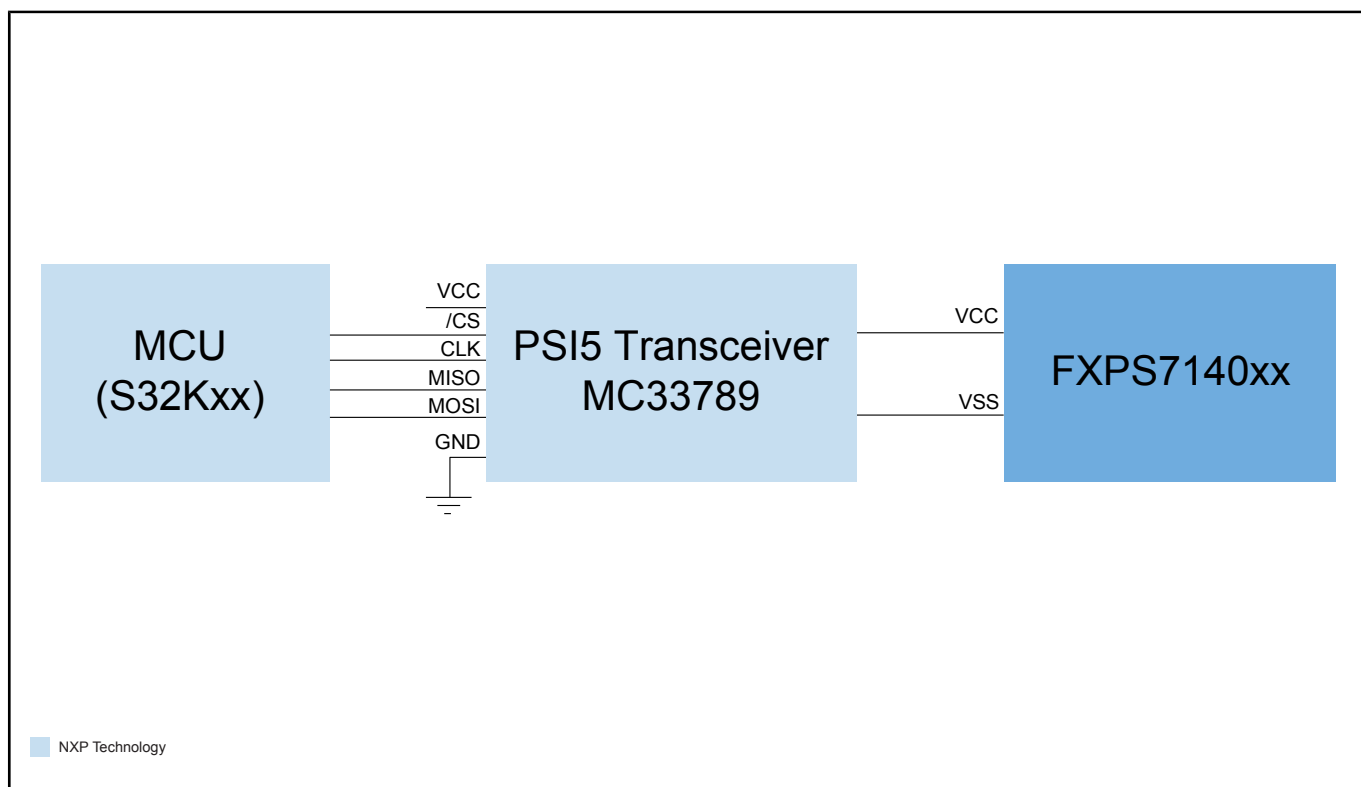 MCU
(S32Kxx)
VCC
/CS
CLK
MISO
MOSI
GND
PSI5 Transceiver
MC33789
VCC
VSS
FXPS7140xx
NXP Technology